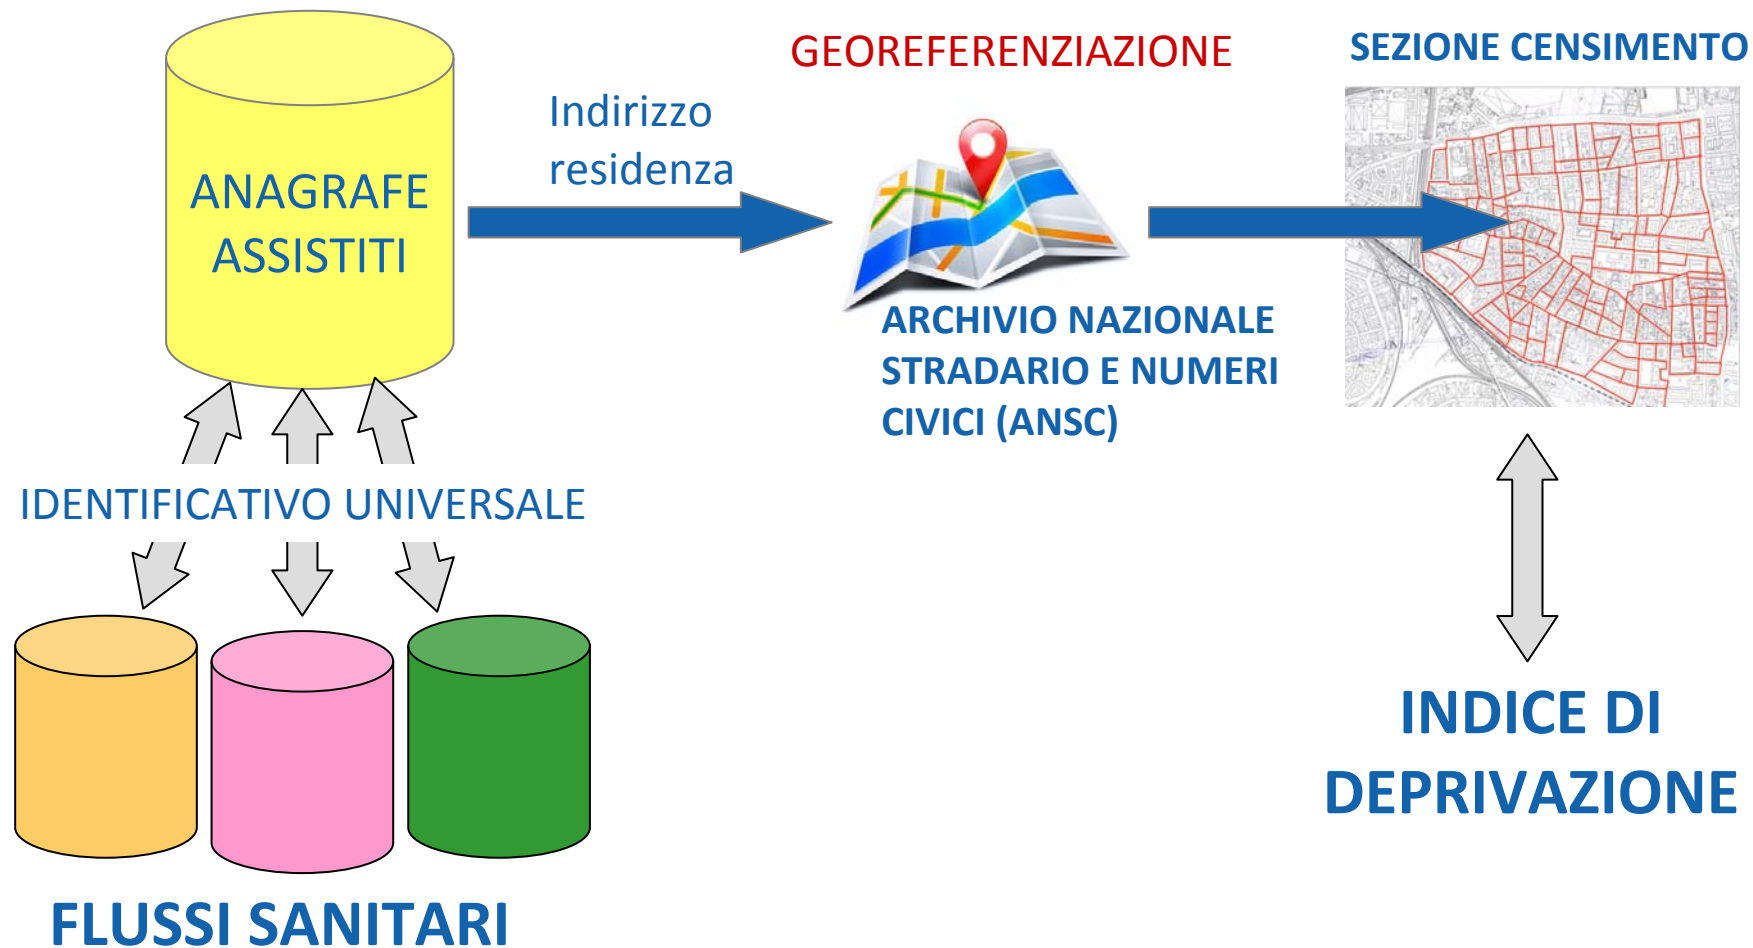 GEOREFERENZIAZIONE
SEZIONE CENSIMENTO
Indirizzo
residenza
ANAGRAFE
ASSISTITI
ARCHIVIO NAZIONALE
STRADARIO E NUMERI
CIVICI (ANSC)
IDENTIFICATIVO UNIVERSALE
INDICE DI
DEPRIVAZIONE
FLUSSI SANITARI